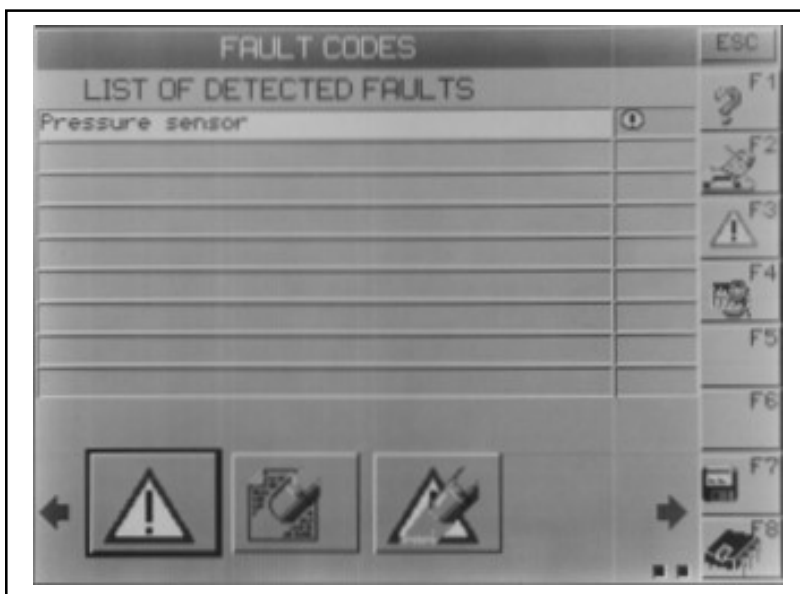 FAULT CODES
ESC
LIST OF DETECTED FAULTS
F1
Pressure sensor
F2
F3
F4
F5
F6
F7
F8